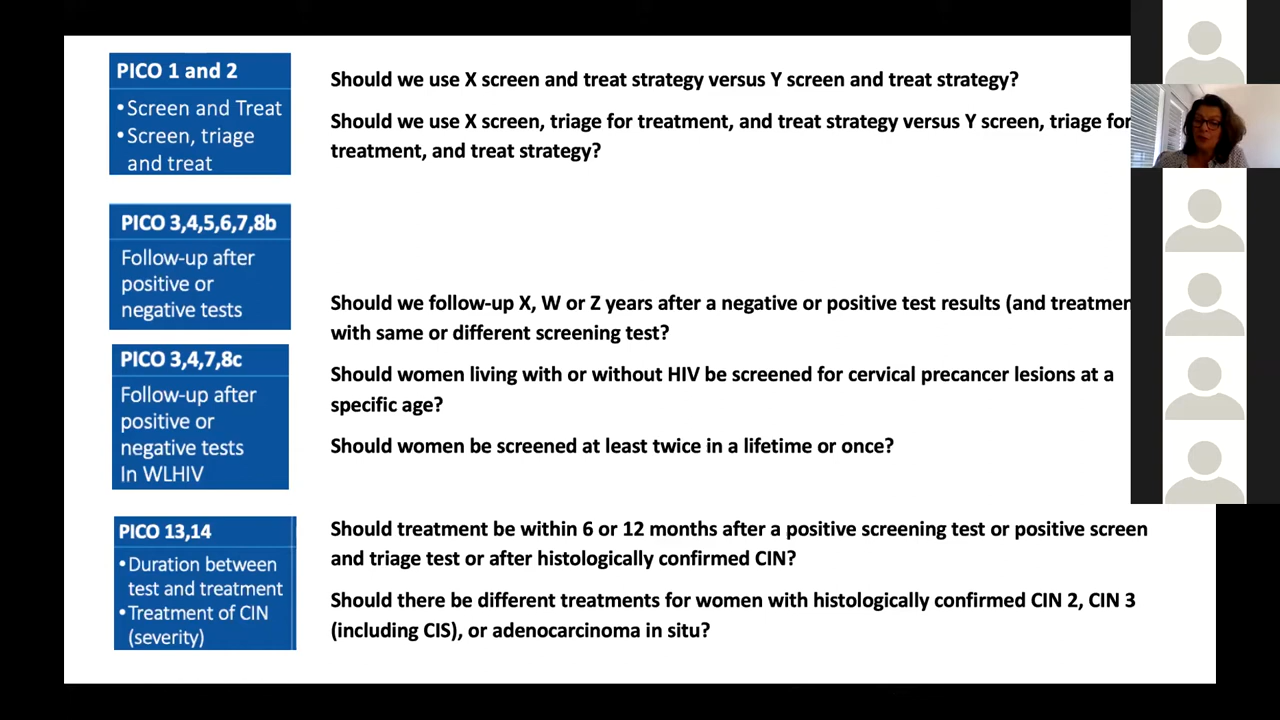 PICO 1 and 2
•Screen and Treat
•Screen, triage
and treat
Should we use X screen and treat strategy versus Y screen and treat strategy?
Should we use X screen, triage for treatment, and treat strategy versus Y screen, triage for
treatment, and treat strategy?
PICO 3,4,5,6,7,8b
Follow-up after
positive or
negative tests
PICO 3,4,7,8c
Follow-up after
positive or
negative tests
In WLHIV
Should we follow-up X, W or Z years after a negative or positive test results (and treatmen
with same or different screening test?
Should women living with or without HIV be screened for cervical precancer lesions at a
specific age?
Should women be screened at least twice in a lifetime or once?
PICO 13,14
•Duration between
test and treatment
•Treatment of CIN
(severity)
Should treatment be within 6 or 12 months after a positive screening test or positive screen
and triage test or after histologically confirmed CIN?
Should there be different treatments for women with histologically confirmed CIN 2, CIN 3
(including CIS), or adenocarcinoma in situ?